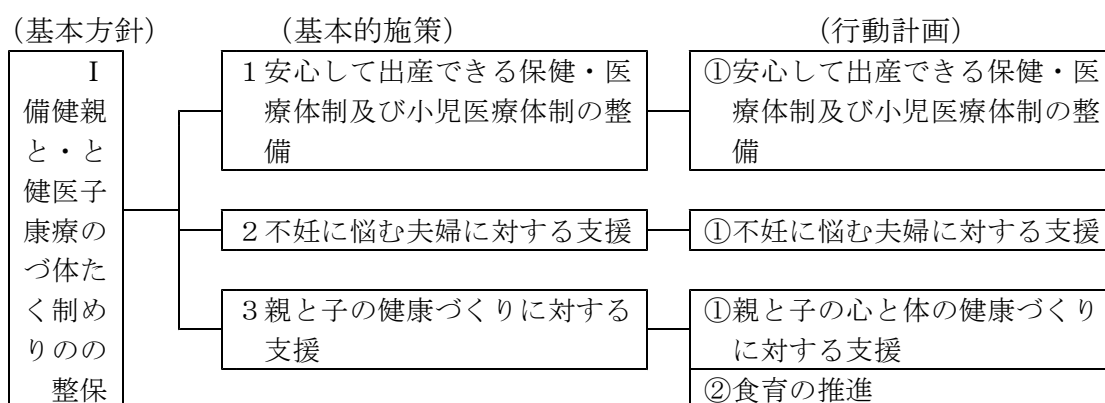 (基本方針)
(基本的施策)
(行動計画)
Ⅰ親と子のための保
健・医療体制の整
備と健康づくり
1安心して出産できる保健・医
療体制及び小児医療体制の整
備
①安心して出産できる保健・医
療体制及び小児医療体制の整
備
2不妊に悩む夫婦に対する支援
①不妊に悩む夫婦に対する支援
3親と子の健康づくりに対する
支援
①親と子の心と体の健康づくり
に対する支援
②食育の推進